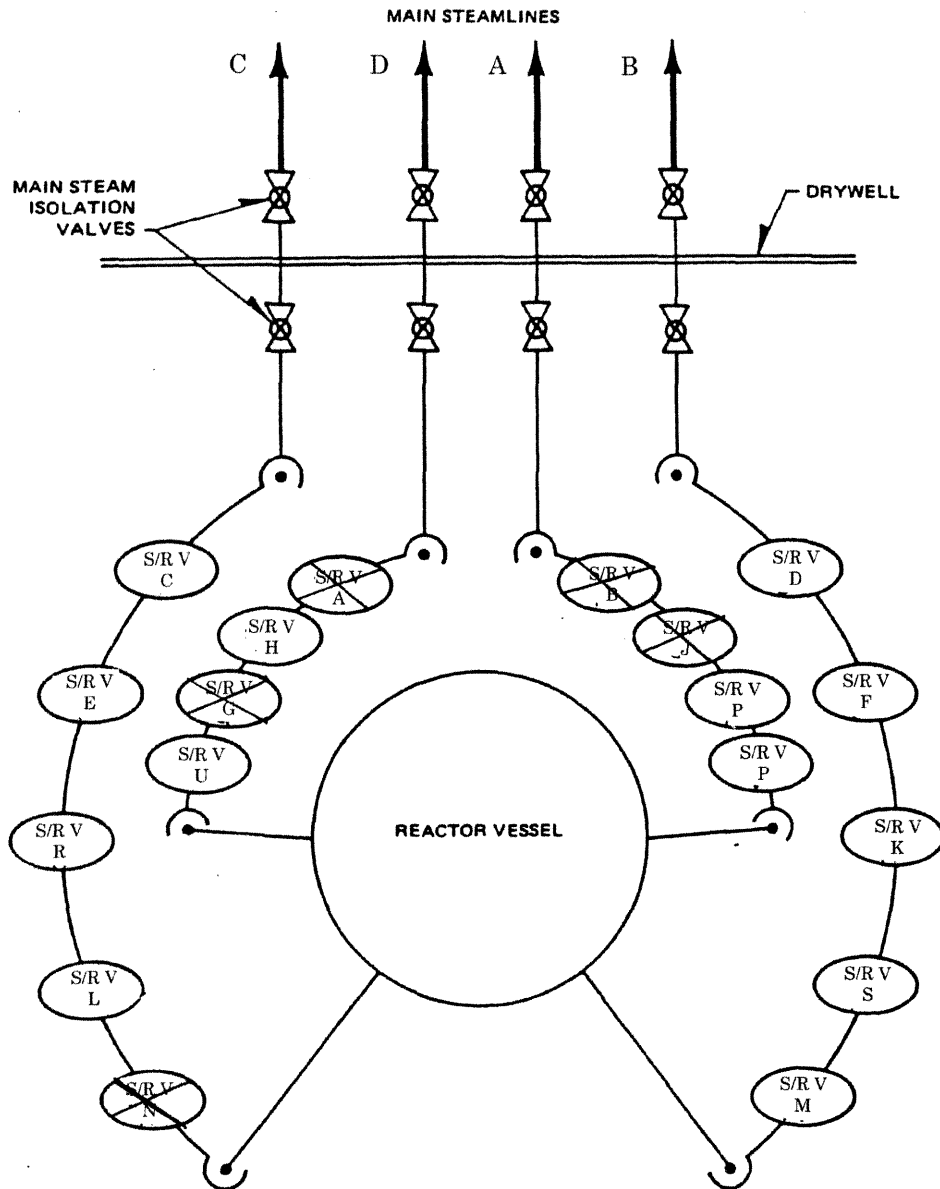 MAIN STEAMLINES
C
D
A
B
MAIN STEAM
ISOLATION
VALVES
DRYWELL
S/R V
C
S/R V
A
S/R V
B
S/R V
D
S/R V
H
S/R V
J
S/R V
E
S/R V
G
S/R V
P
S/R V
F
S/R V
U
S/R V
P
S/R V
R
REACTOR VESSEL
S/R V
K
S/R V
L
S/R V
S
S/R V
N
S/R V
M